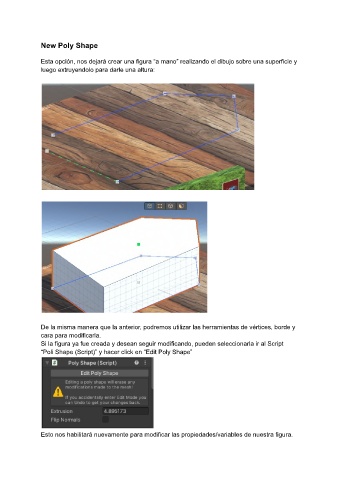 New Poly Shape
Esta opción, nos dejará crear una figura “a mano” realizando el dibujo sobre una superficie y
luego extruyendolo para darle una altura:
De la misma manera que la anterior, podremos utilizar las herramientas de vértices, borde y
cara para modificarla.
Si la figura ya fue creada y desean seguir modificando, pueden seleccionarla ir al Script
“Poli Shape (Script)” y hacer click en “Edit Poly Shape”
Poly Shape (Script)
Edit Poly Shape
Editing a poly shape will erase any
modifications made to the mesh!
If you accidentally enter Edit Mode you
can Undo to get your changes back.
Extrusion 4.895173
Flip Normals
Esto nos habilitará nuevamente para modificar las propiedades/variables de nuestra figura.